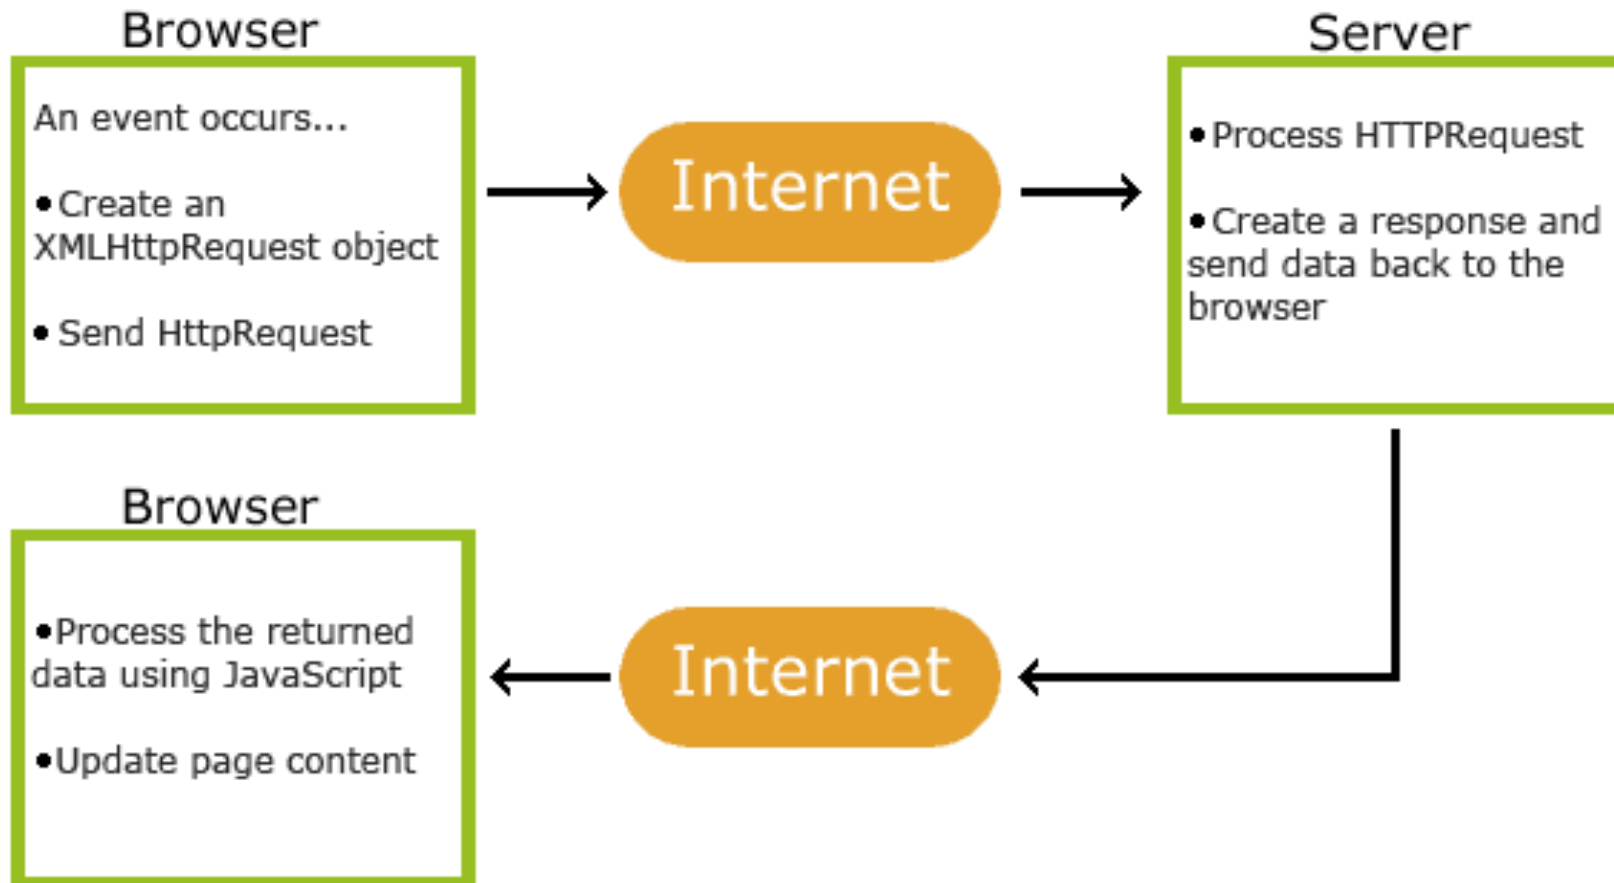 Browser
An event occurs...
•Create an
XMLHttpRequest object
• Send HttpRequest
Internet
Server
•Process HTTPRequest
•Create a response and
send data back to the
browser
Browser
•Process the returned
data using JavaScript
•Update page content
Internet